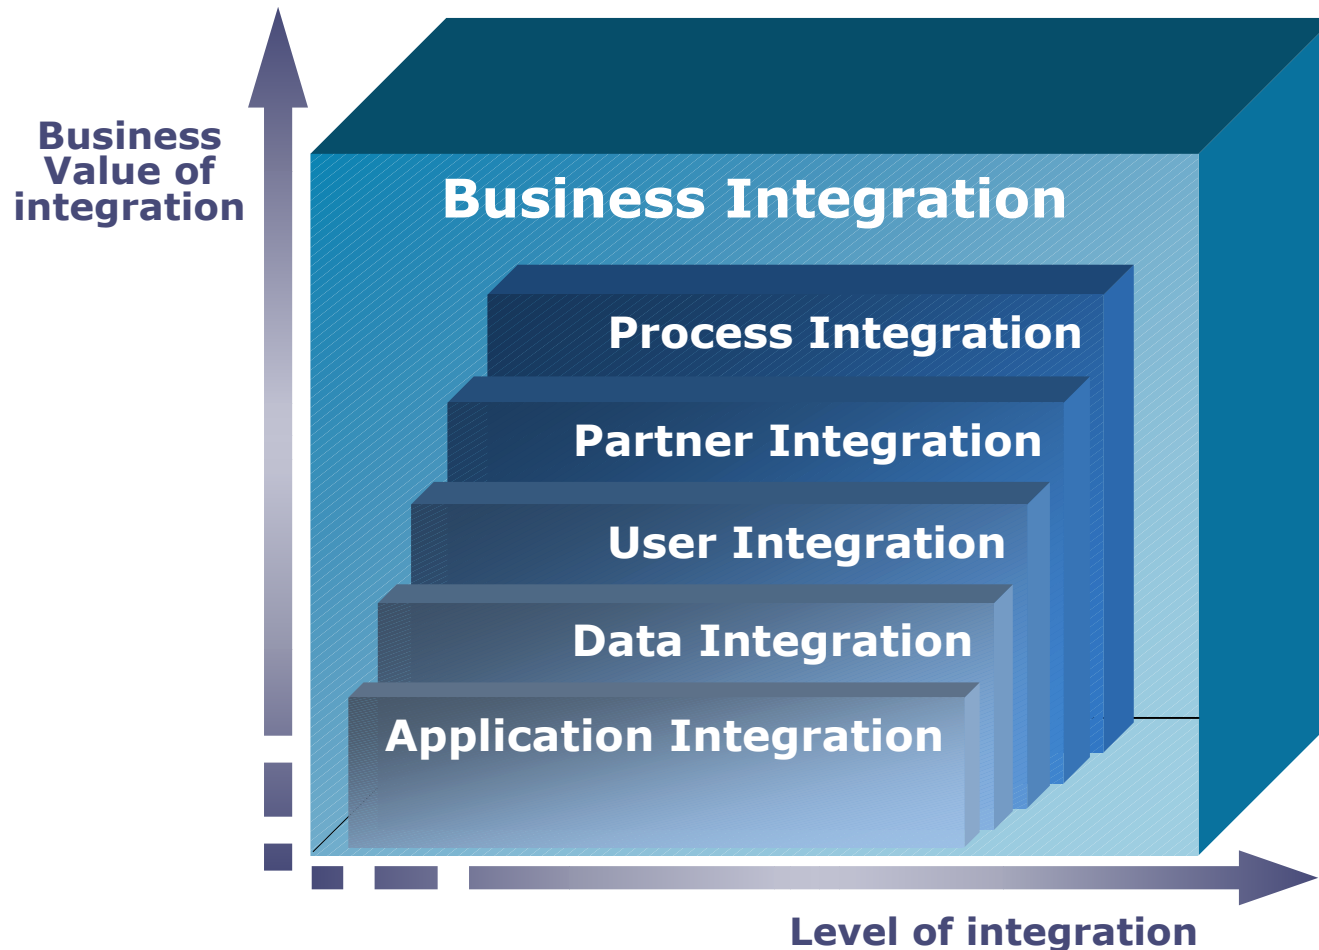 Business
Value of
integration
Business Integration
Process Integration
Partner Integration
User Integration
Data Integration
Application Integration
Level of integration